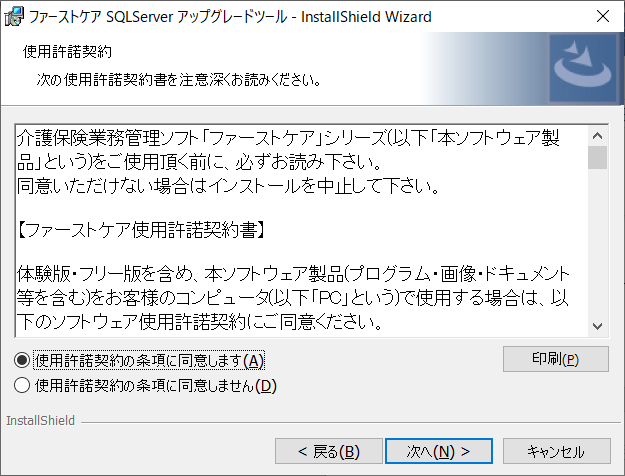 ファーストケア SQLServer アップグレードツール - InstallShield Wizard
使用許諾契約
次の使用許諾契約書を注意深くお読みください。
介護保険業務管理ソフト「ファーストケア」シリーズ(以下「本ソフトウェア製
品」という)をご使用頂く前に、必ずお読み下さい。
同意いただけない場合はインストールを中止して下さい。
【ファーストケア使用許諾契約書】
体験版・フリー版を含め、本ソフトウェア製品(プログラム・画像・ドキュメント
等を含む)をお客様のコンピュータ(以下「PC」という)で使用する場合は、以
下のソフトウェア使用許諾契約にご同意ください。
使用許諾契約の条項に同意します(A)
印刷(P)
使用許諾契約の条項に同意しません(D)
InstallShield
< 戻る(B)
次へ(N) >
キャンセル